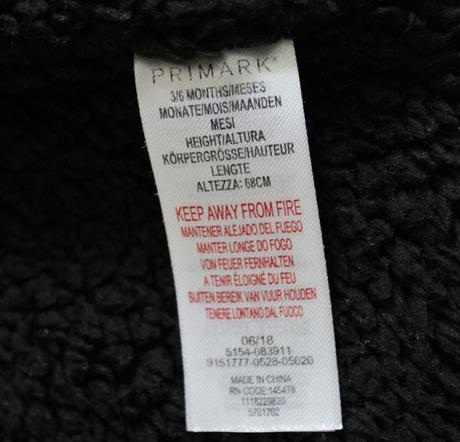 PRIMARK
3/6 MONTHS/MESES
MONATE/MOIS/MAANDEN
MESI
HEIGHT/ALTURA
KÖRPERGRÖSSE/HAUTEUR
LENGTE
ALTEZZA: 68CM
KEEP AWAY FROM FIRE
MANTENER ALEJADO DEL FUEGO
MANTER LONGE DO FOGO
VON FEUER FERNHALTEN
A TENIR ÉLOIGNÉ DU FEU
BUITEN BEREIK VAN VUUR HOUDEN
TENERE LONTANO DAL FUOCO
06/18
5154-083911
9151777-0528-05020
MADE IN CHINA
RN CODE:145478
1118229820
5701702